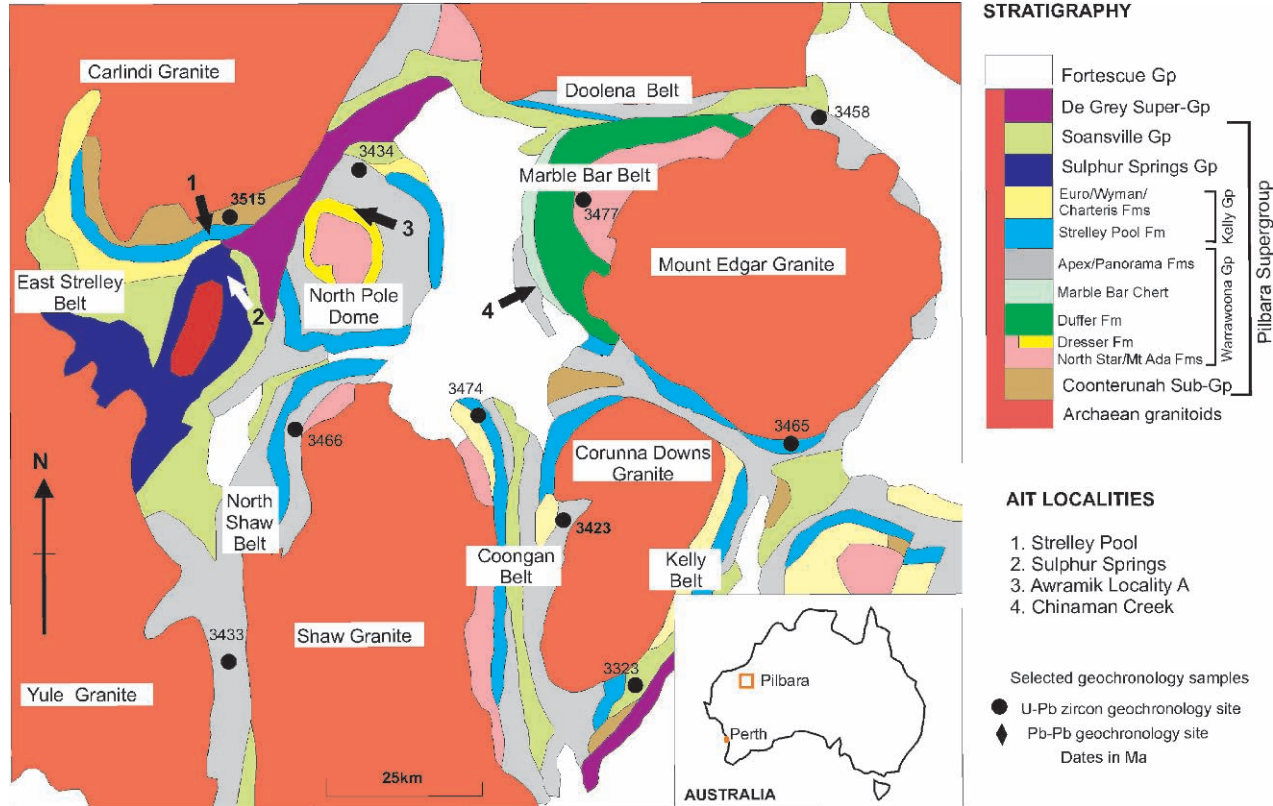 STRATIGRAPHY
Fortescue Gp
De Grey Super-Gp
Soansville Gp
Sulphur Springs Gp
Euro/Wyman/
Charteris Fms
Strelley Pool Fm
Kelly Gp
Apex/Panorama Fms
Marble Bar Chert
Duffer Fm
Dresser Fm
North Star/Mt Ada Fms
Warrawoona Gp
Coonterunah Sub-Gp
Pilbara Supergroup
Archaean granitoids
AIT LOCALITIES
1. Strelley Pool
2. Sulphur Springs
3. Awramik Locality A
4. Chinaman Creek
Selected geochronology samples
U-Pb zircon geochronology site
Pb-Pb geochronology site
Dates in Ma
Carlindi Granite
Doolena Belt
3458
3434
1
3515
Marble Bar Belt
3477
3
Mount Edgar Granite
East Strelley
Belt
2
North Pole
Dome
4
3474
3466
3465
Corunna Downs
Granite
N
North
Shaw
Belt
3423
Coongan
Belt
Kelly
Belt
Shaw Granite
3433
3323
Yule Granite
25km
Pilbara
Perth
AUSTRALIA